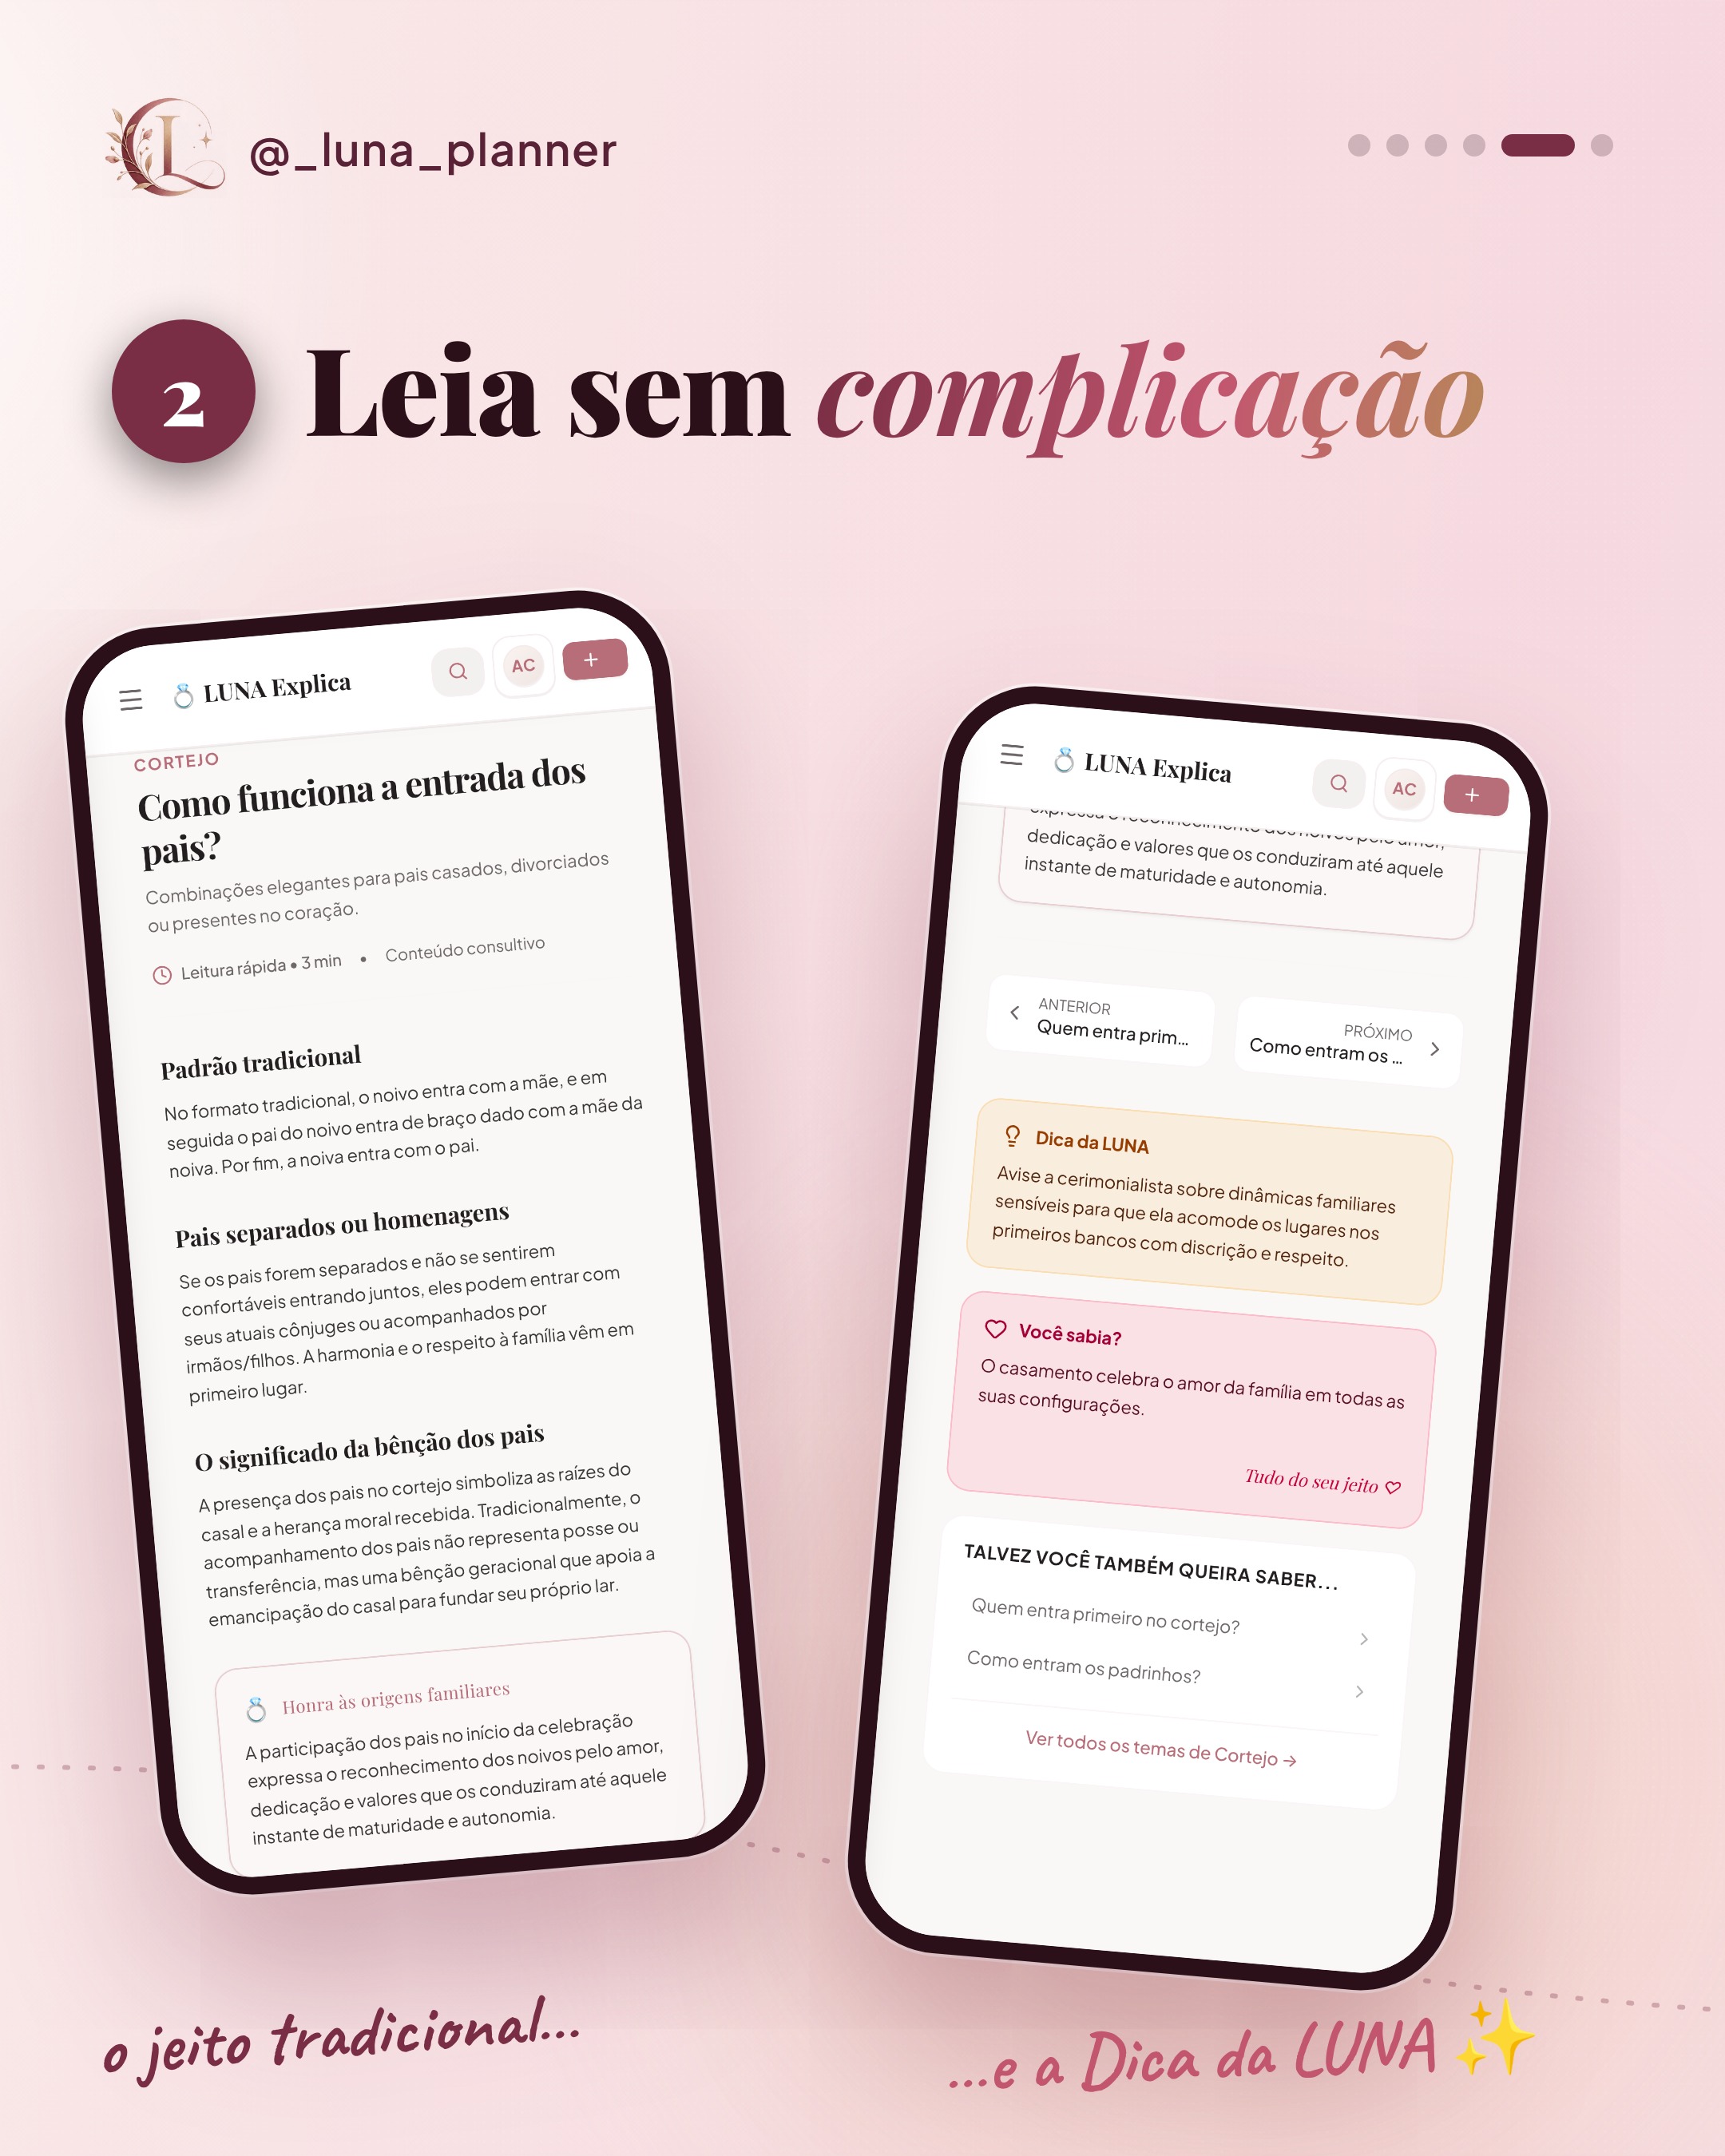 L
@_luna_planner
2
Leia sem complicação
💍 LUNA Explica
AC
+
CORTEJO
Como funciona a entrada dos
pais?
Combinações elegantes para pais casados, divorciados
ou presentes no coração.
Leitura rápida • 3 min • Conteúdo consultivo
Padrão tradicional
No formato tradicional, o noivo entra com a mãe, e em
seguida o pai do noivo entra de braço dado com a mãe da
noiva. Por fim, a noiva entra com o pai.
Pais separados ou homenagens
Se os pais forem separados e não se sentirem
confortáveis entrando juntos, eles podem entrar com
seus atuais cônjuges ou acompanhados por
irmãos/filhos. A harmonia e o respeito à família vêm em
primeiro lugar.
O significado da bênção dos pais
A presença dos pais no cortejo simboliza as raízes do
casal e a herança moral recebida. Tradicionalmente, o
acompanhamento dos pais não representa posse ou
transferência, mas uma bênção geracional que apoia a
emancipação do casal para fundar seu próprio lar.
💍 Honra às origens familiares
A participação dos pais no início da celebração
expressa o reconhecimento dos noivos pelo amor,
dedicação e valores que os conduziram até aquele
instante de maturidade e autonomia.
o jeito tradicional...
💍 LUNA Explica
AC
+
expressa o reconhecimento dos noivos pelo amor,
dedicação e valores que os conduziram até aquele
instante de maturidade e autonomia.
ANTERIOR
Quem entra prim...
PRÓXIMO
Como entram os ...
Dica da LUNA
Avise a cerimonialista sobre dinâmicas familiares
sensíveis para que ela acomode os lugares nos
primeiros bancos com discrição e respeito.
Você sabia?
O casamento celebra o amor da família em todas as
suas configurações.
Tudo do seu jeito ♡
TALVEZ VOCÊ TAMBÉM QUEIRA SABER...
Quem entra primeiro no cortejo?
Como entram os padrinhos?
Ver todos os temas de Cortejo →
...e a Dica da LUNA ✨